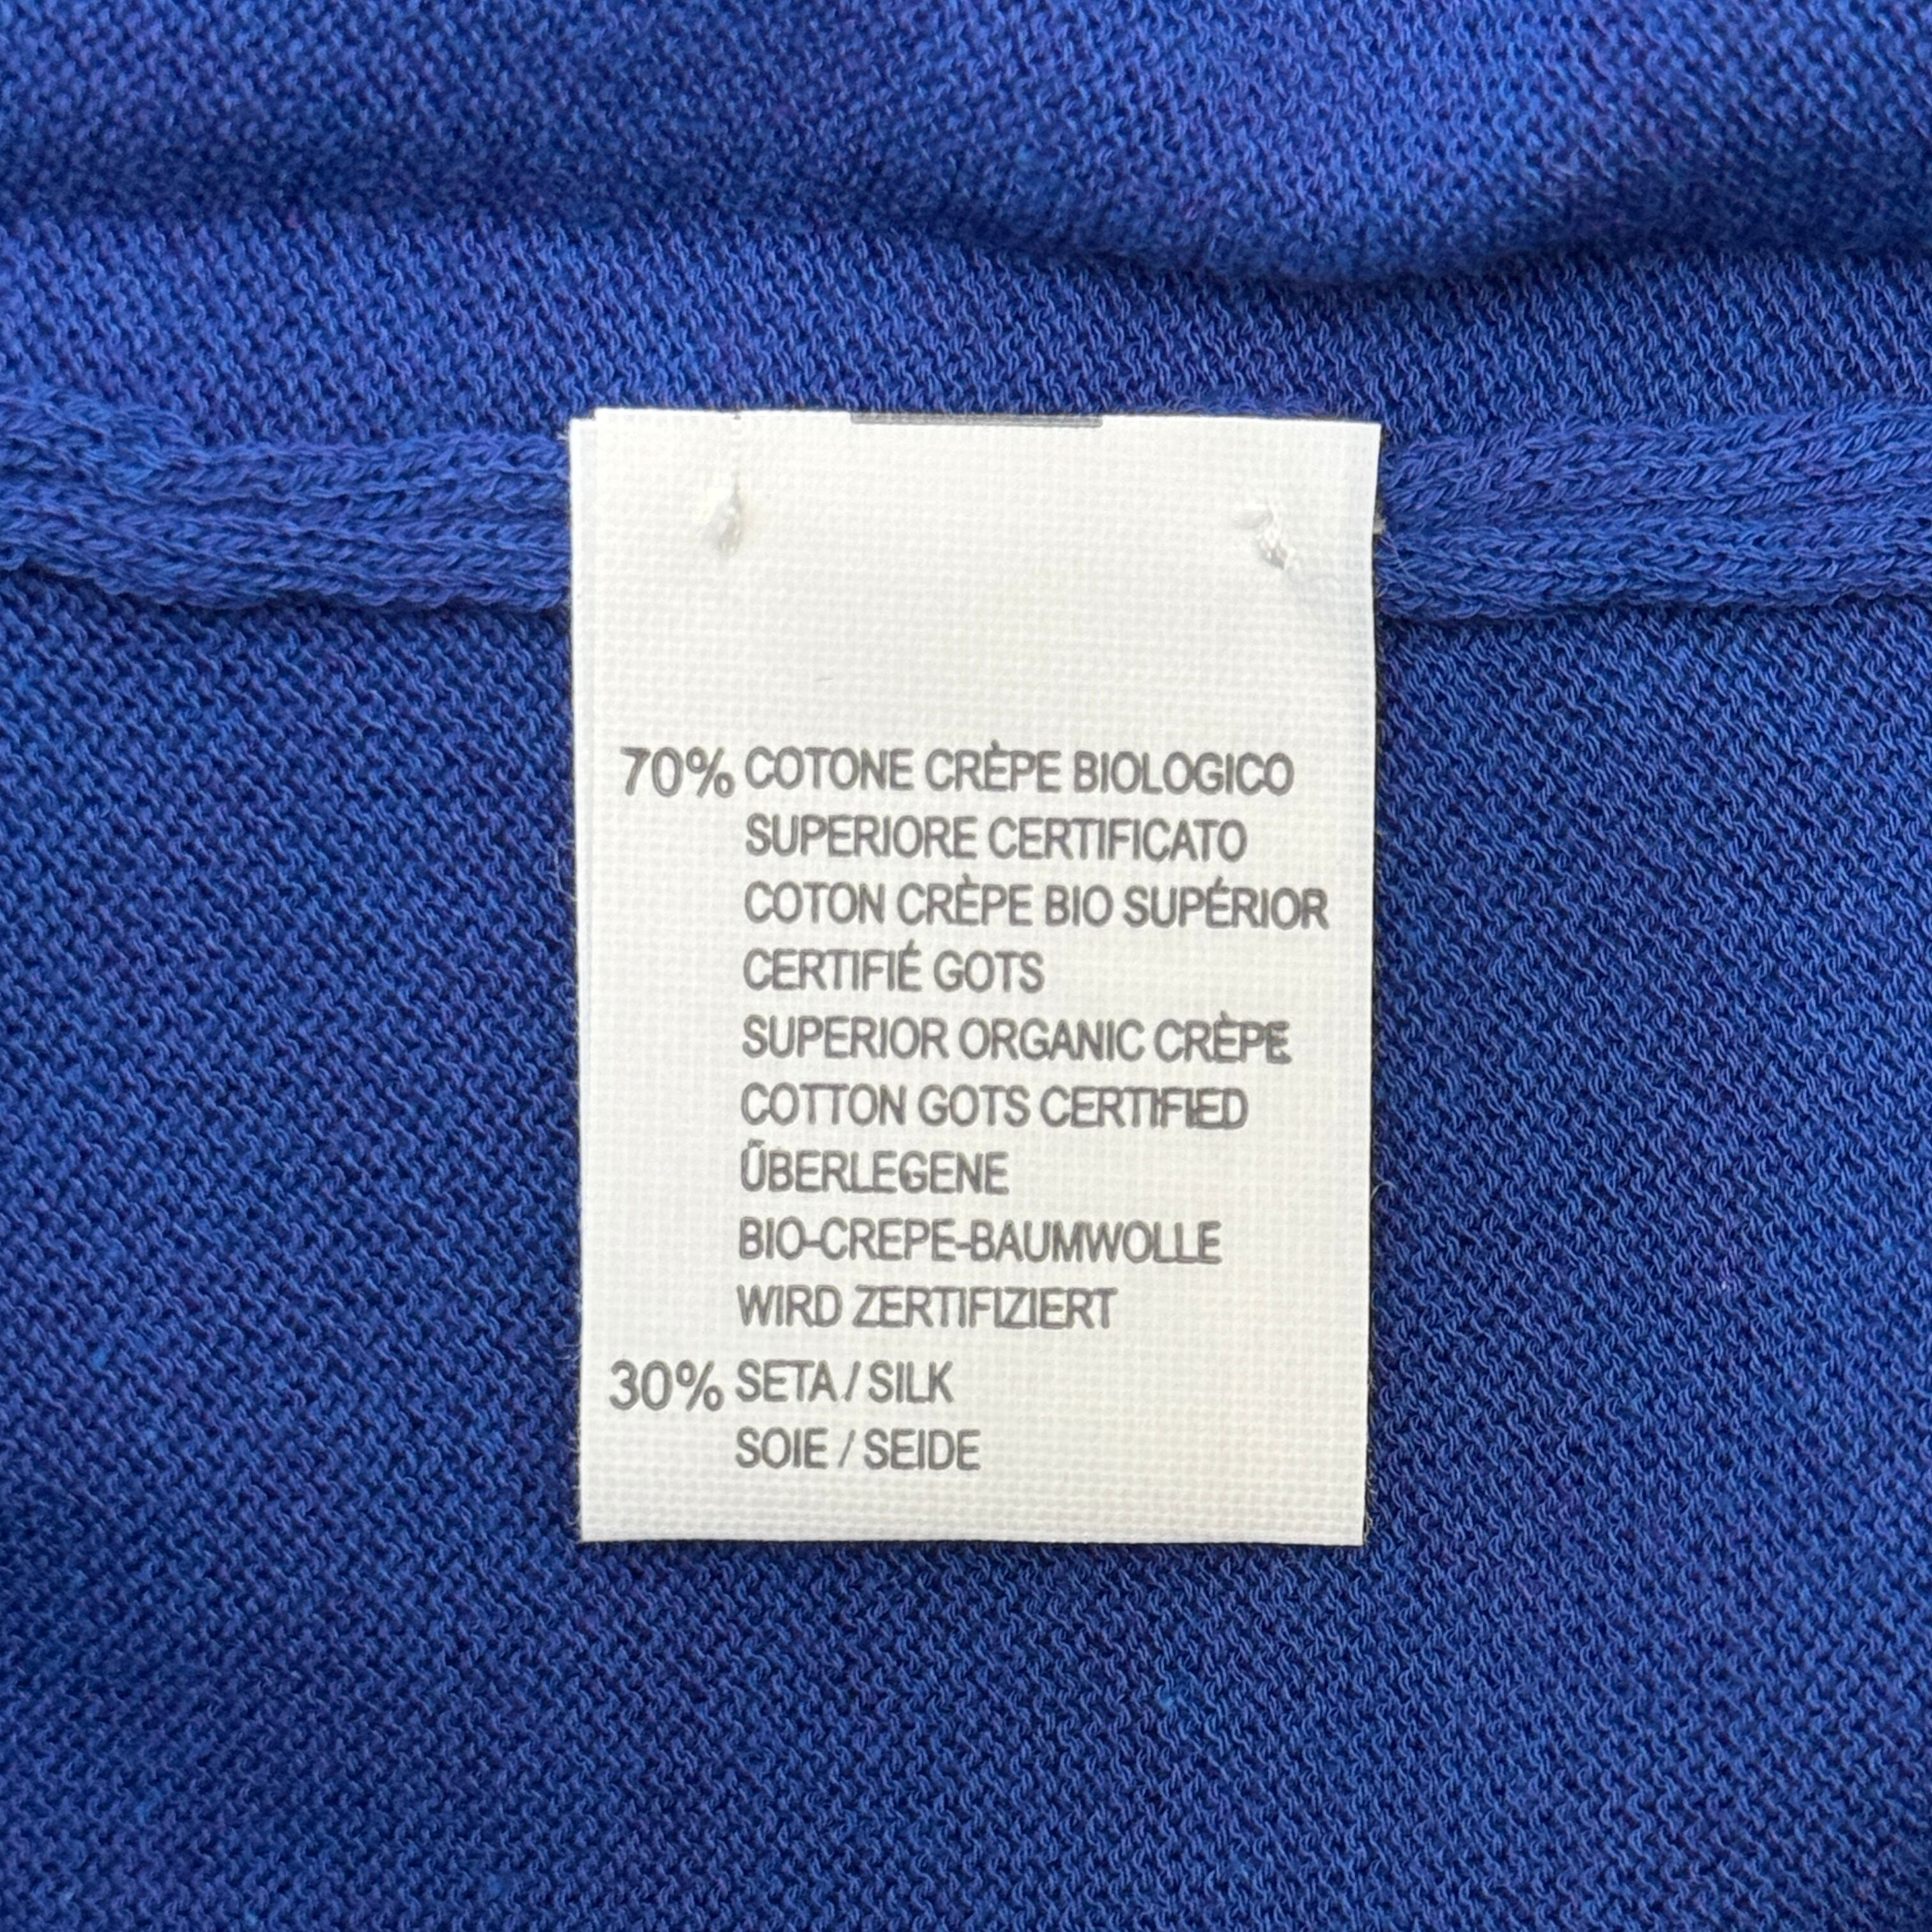 70% COTONE CRÈPE BIOLOGICO
SUPERIORE CERTIFICATO
COTON CRÈPE BIO SUPÉRIOR
CERTIFIÉ GOTS
SUPERIOR ORGANIC CRÈPE
COTTON GOTS CERTIFIED
ÜBERLEGENE
BIO-CREPE-BAUMWOLLE
WIRD ZERTIFIZIERT
30% SETA / SILK
SOIE / SEIDE